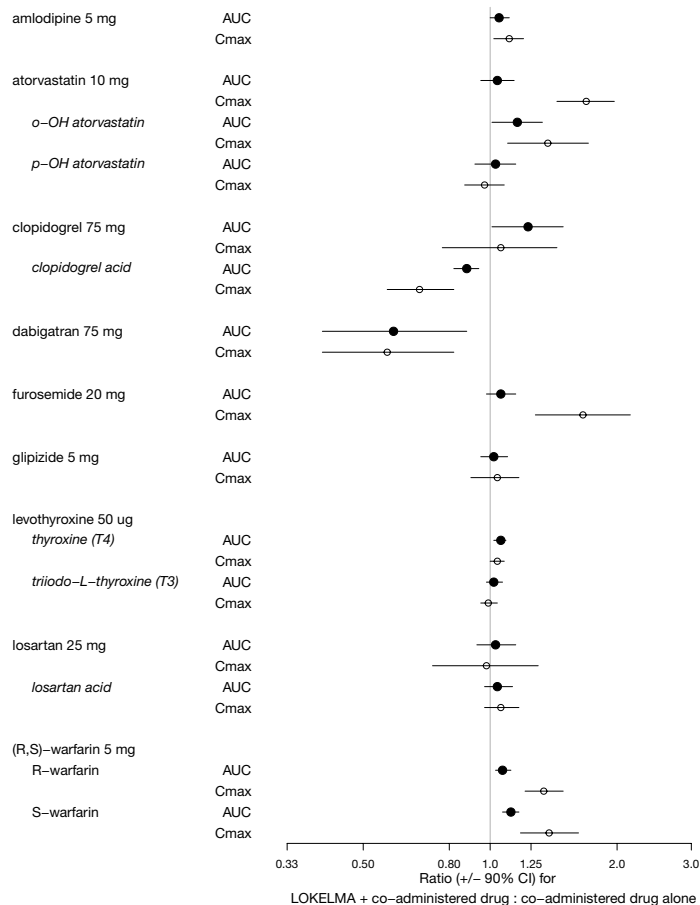 amlodipine 5 mg AUC
Cmax
atorvastatin 10 mg AUC
Cmax
o−OH atorvastatin AUC
Cmax
p−OH atorvastatin AUC
Cmax
clopidogrel 75 mg AUC
Cmax
clopidogrel acid AUC
Cmax
dabigatran 75 mg AUC
Cmax
furosemide 20 mg AUC
Cmax
glipizide 5 mg AUC
Cmax
levothyroxine 50 ug
thyroxine (T4) AUC
Cmax
triiodo−L−thyroxine (T3) AUC
Cmax
losartan 25 mg AUC
Cmax
losartan acid AUC
Cmax
(R,S)−warfarin 5 mg
R−warfarin AUC
Cmax
S−warfarin AUC
Cmax
0.33 0.50 0.80 1.0 1.25 2.0 3.0
Ratio (+/− 90% CI) for
LOKELMA + co−administered drug : co−administered drug alone